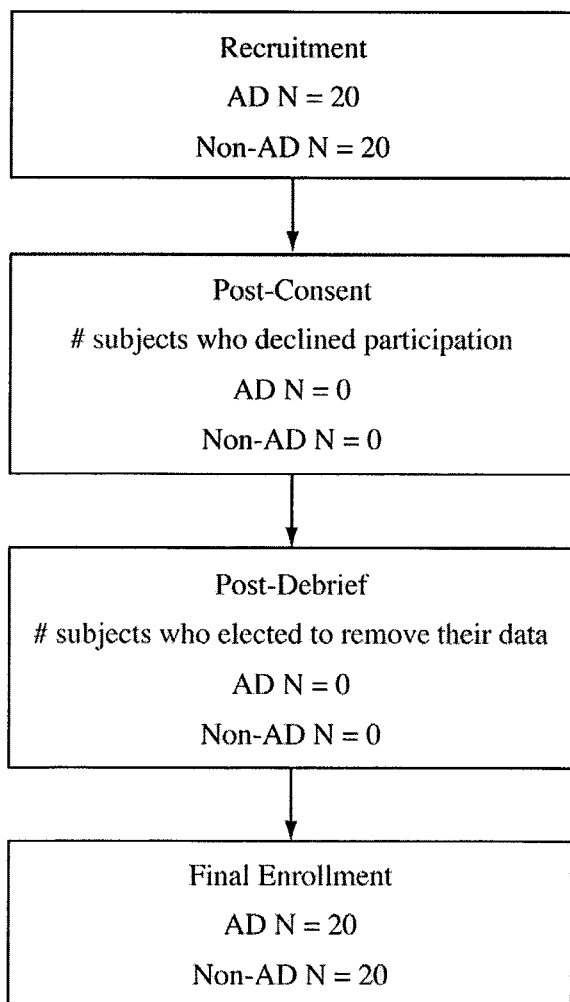 Recruitment
AD N = 20
Non-AD N = 20
Post-Consent
# subjects who declined participation
AD N = 0
Non-AD N = 0
Post-Debrief
# subjects who elected to remove their data
AD N = 0
Non-AD N = 0
Final Enrollment
AD N = 20
Non-AD N = 20